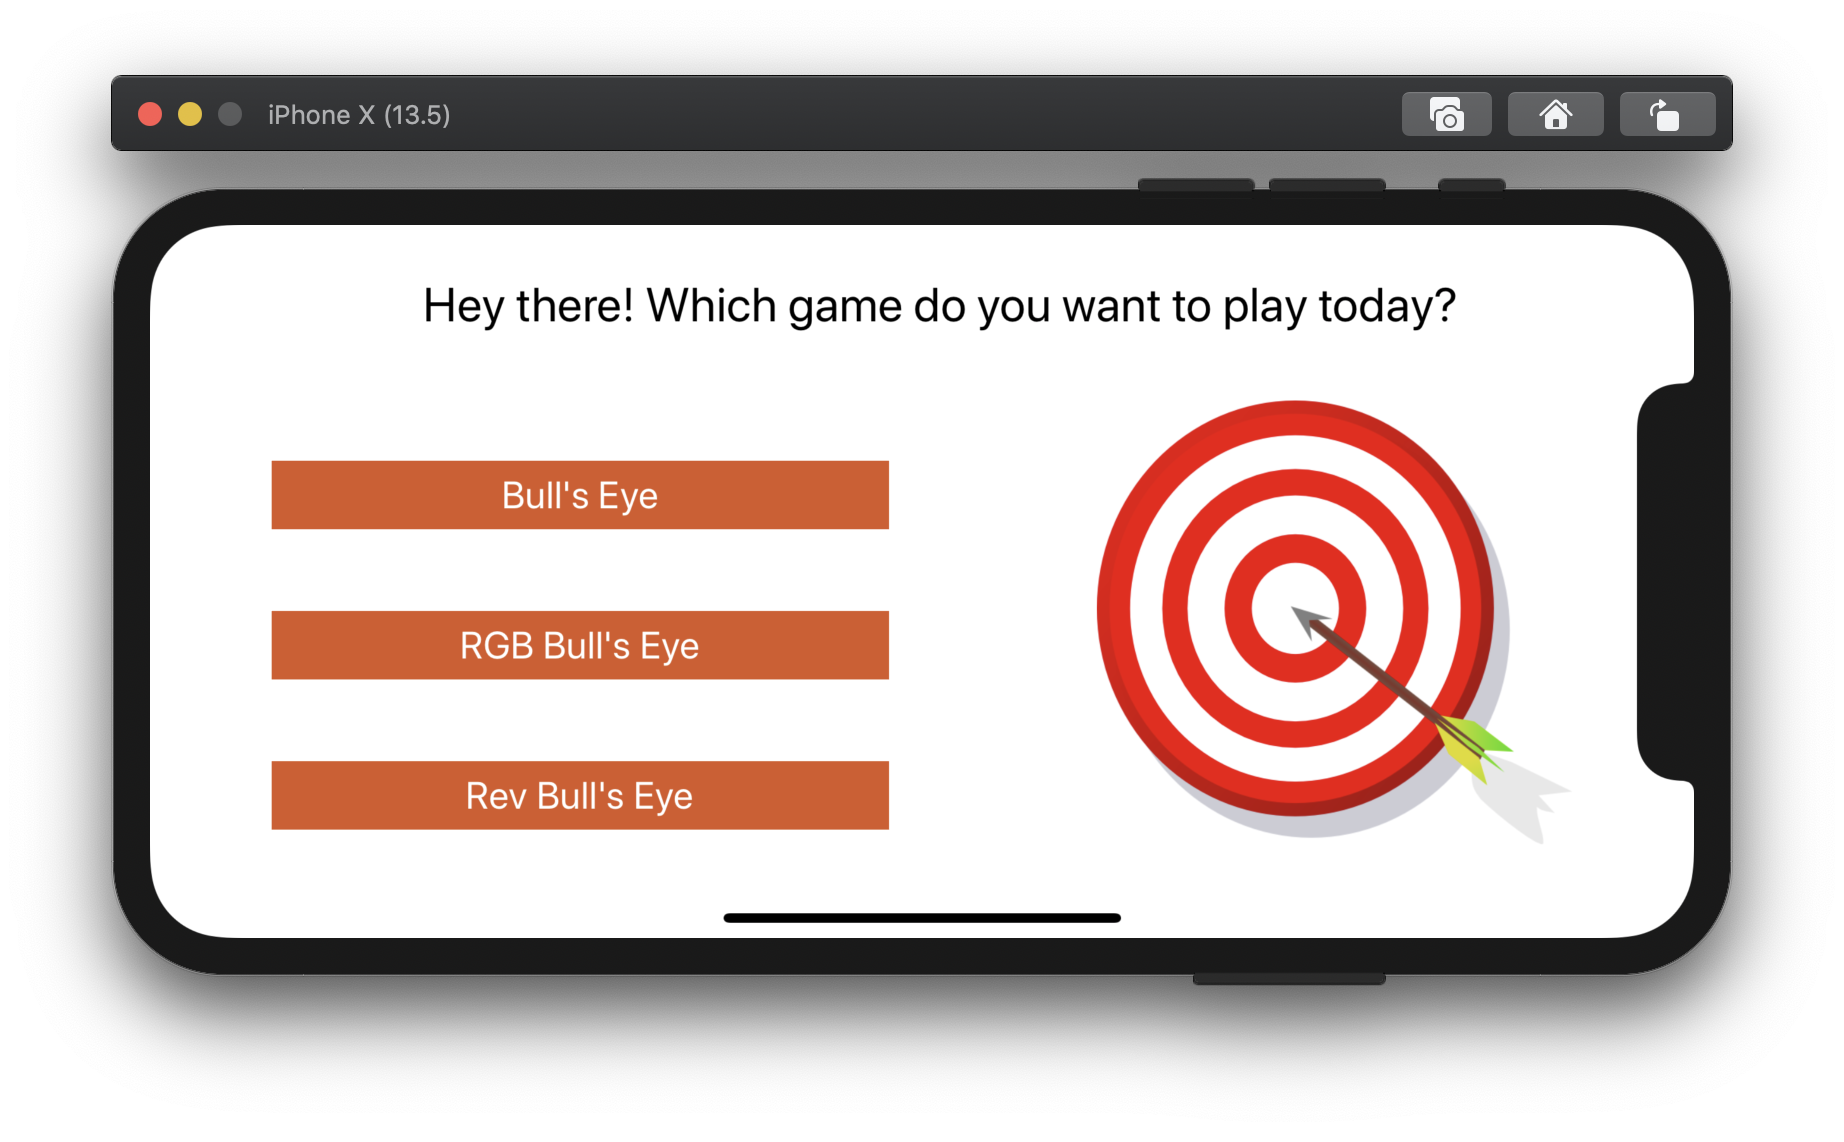 iPhone X (13.5)
Hey there! Which game do you want to play today?
Bull's Eye
RGB Bull's Eye
Rev Bull's Eye